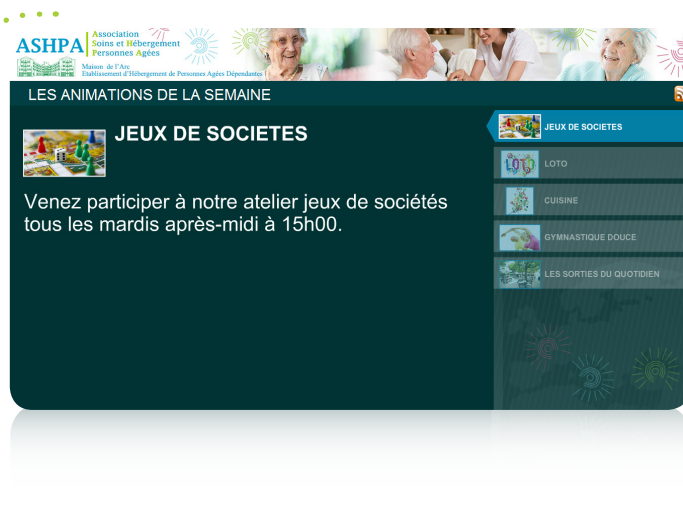 ASHPA
Association
Soins et Hébergement
Personnes Agées
Maison de l'Arc
Etablissement d'Hébergement de Personnes Agées Dépendantes
LES ANIMATIONS DE LA SEMAINE
JEUX DE SOCIETES
Venez participer à notre atelier jeux de sociétés
tous les mardis après-midi à 15h00.
JEUX DE SOCIETES
LOTO
LOTO
CUISINE
GYMNASTIQUE DOUCE
LES SORTIES DU QUOTIDIEN